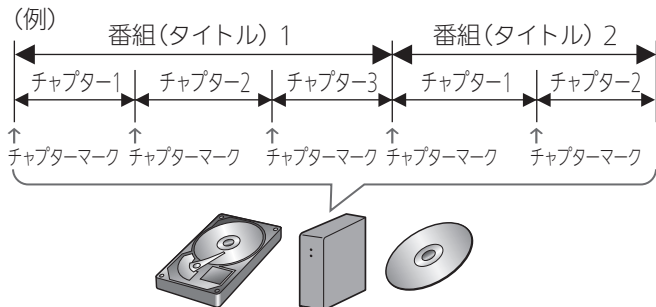 (例)
番組(タイトル) 1 番組(タイトル) 2
チャプター1 チャプター2 チャプター3 チャプター1 チャプター2
↑ ↑ ↑ ↑ ↑
チャプターマーク チャプターマーク チャプターマーク チャプターマーク チャプターマーク